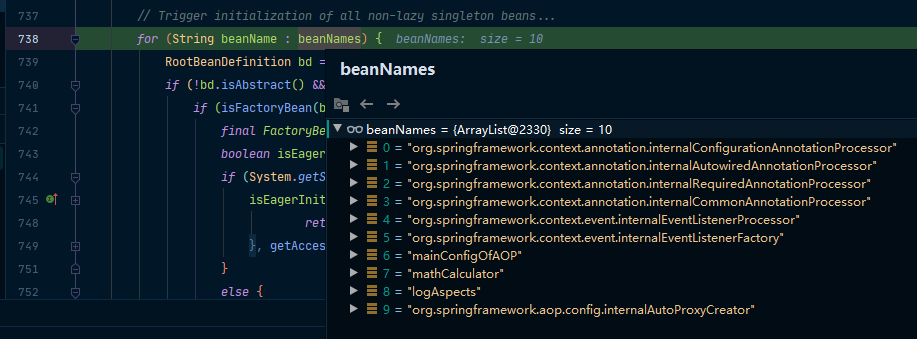 737 // Trigger initialization of all non-lazy singleton beans...
738 for (String beanName : beanNames) { beanNames: size = 10
739 RootBeanDefinition bd =
740 if (!bd.isAbstract() &&
741 if (isFactoryBean(b
742 final FactoryBe
743 boolean isEager
744 if (System.getS
745 isEagerInit
748 ret
749 }, getAcces
751 }
752 else {
beanNames
beanNames = {ArrayList@2330} size = 10
0 = "org.springframework.context.annotation.internalConfigurationAnnotationProcessor"
1 = "org.springframework.context.annotation.internalAutowiredAnnotationProcessor"
2 = "org.springframework.context.annotation.internalRequiredAnnotationProcessor"
3 = "org.springframework.context.annotation.internalCommonAnnotationProcessor"
4 = "org.springframework.context.event.internalEventListenerProcessor"
5 = "org.springframework.context.event.internalEventListenerFactory"
6 = "mainConfigOfAOP"
7 = "mathCalculator"
8 = "logAspects"
9 = "org.springframework.aop.config.internalAutoProxyCreator"